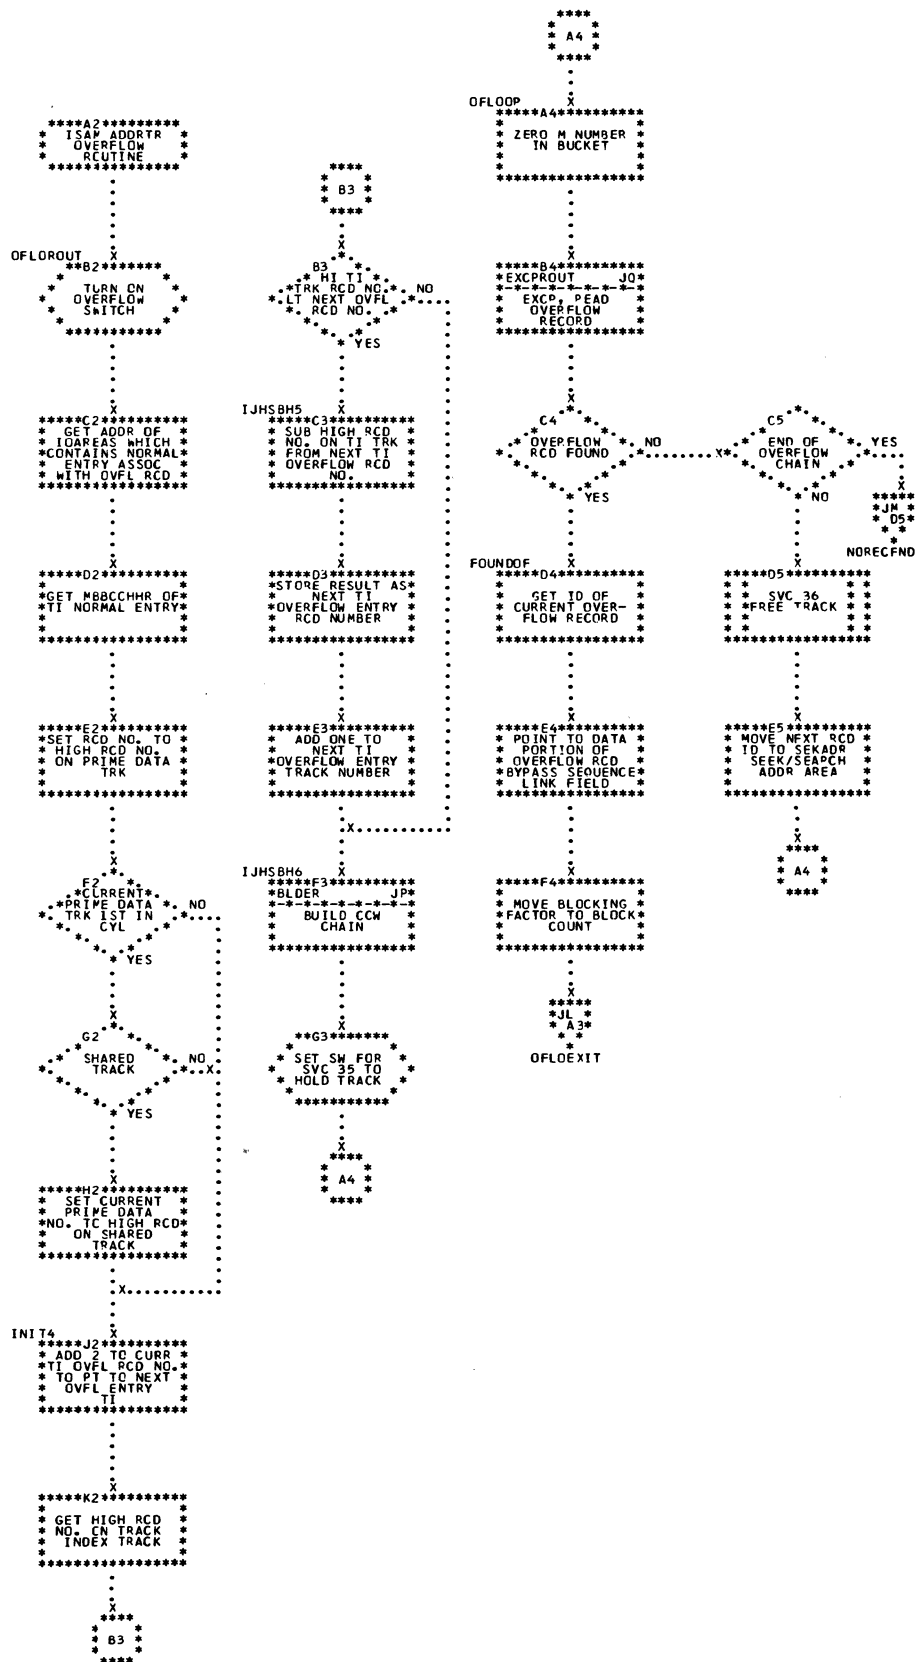 A2
ISAM ADDRTR
OVERFLOW
RCUTINE
OFLOROUT
B2
TURN ON
OVERFLOW
SWITCH
C2
GET ADDR OF
IOAREAS WHICH
CONTAINS NORMAL
ENTRY ASSOC
WITH OVFL RCD
D2
GET MBBCCHHR OF
TI NORMAL ENTRY
E2
SET RCD NO. TO
HIGH RCD NO.
ON PRIME DATA
TRK
F2
CURRENT
PRIME DATA
TRK IST IN
CYL
NO
YES
G2
SHARED
TRACK
NO
YES
H2
SET CURRENT
PRIME DATA
NO. TC HIGH RCD
ON SHARED
TRACK
INIT4
J2
ADD 2 TO CURR
TI OVFL RCD NO.
TO PT TO NEXT
OVFL ENTRY
TI
K2
GET HIGH RCD
NO. CN TRACK
INDEX TRACK
B3
B3
B3
HI TI
TRK RCD NO.
LT NEXT OVFL
RCD NO.
NO
YES
IJHSBH5
C3
SUB HIGH RCD
NO. ON TI TRK
FROM NEXT TI
OVERFLOW RCD
NO.
D3
STORE RESULT AS
NEXT TI
OVERFLOW ENTRY
RCD NUMBER
E3
ADD ONE TO
NEXT TI
OVERFLOW ENTRY
TRACK NUMBER
IJHSBH6
F3
BLDER JP
BUILD CCW
CHAIN
G3
SET SW FOR
SVC 35 TO
HOLD TRACK
A4
A4
OFLOOP
A4
ZERO M NUMBER
IN BUCKET
B4
EXCPROUT JQ
EXCP, READ
OVERFLOW
RECORD
C4
OVERFLOW
RCD FOUND
NO
YES
FOUNDOF
D4
GET ID OF
CURRENT OVER-
FLOW RECORD
E4
POINT TO DATA
PORTION OF
OVERFLOW RCD
BYPASS SEQUENCE
LINK FIELD
F4
MOVE BLOCKING
FACTOR TO BLOCK
COUNT
JL
A3
OFLOEXIT
C5
END OF
OVERFLOW
CHAIN
YES
NO
JM
D5
NORECFND
D5
SVC 36
FREE TRACK
E5
MOVE NEXT RCD
ID TO SEKADR
SEEK/SEARCH
ADDR AREA
A4